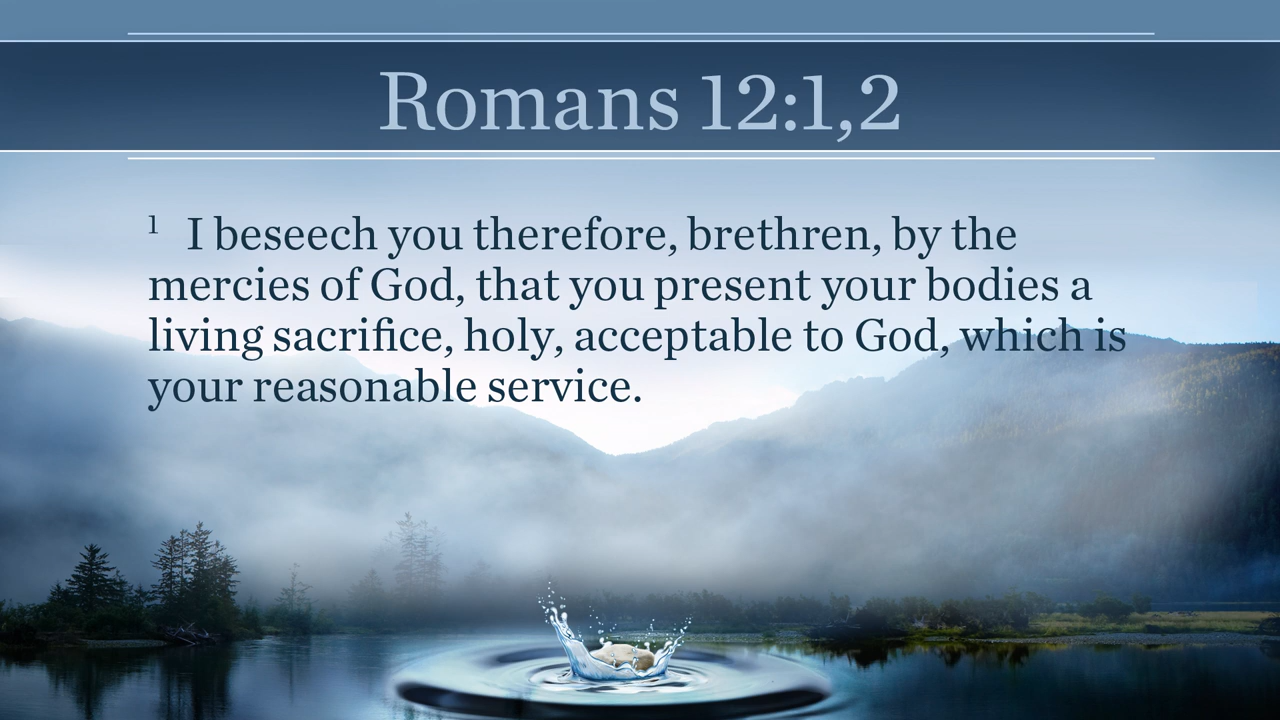 Romans 12:1,2
1 I beseech you therefore, brethren, by the
mercies of God, that you present your bodies a
living sacrifice, holy, acceptable to God, which is
your reasonable service.